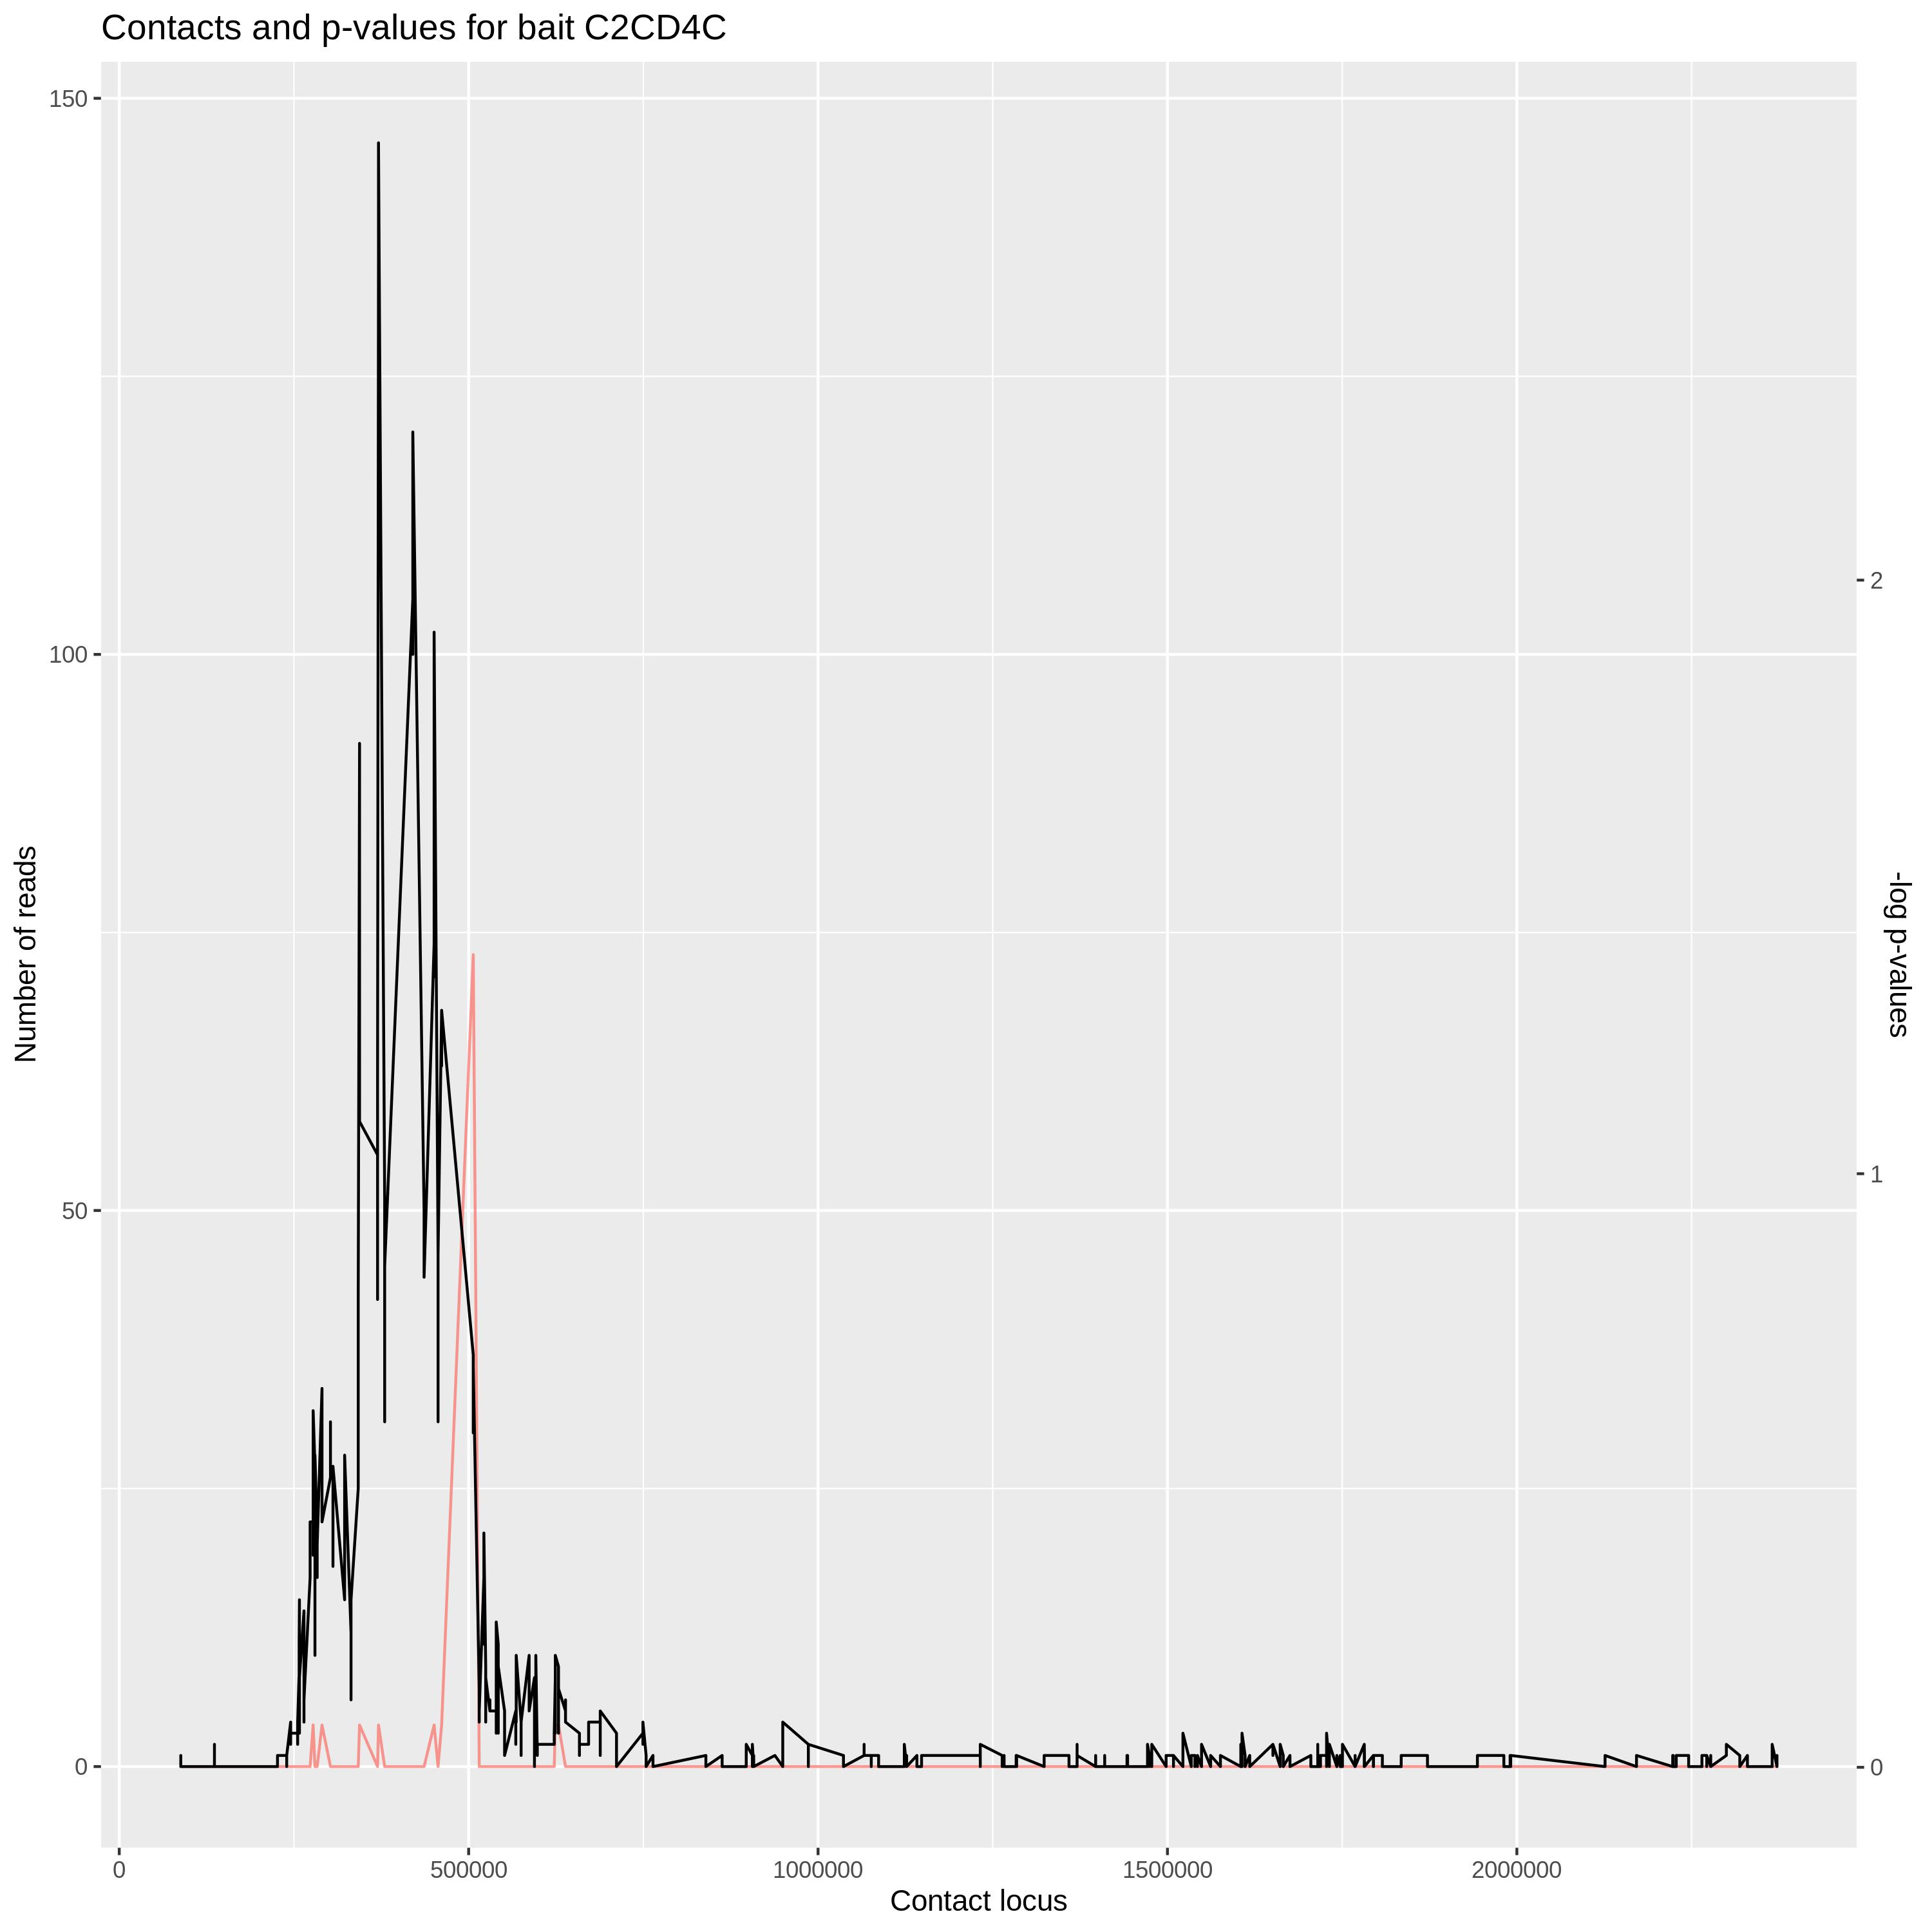 Contacts and p-values for bait C2CD4C
150
100
50
0
Number of reads
2
1
0
-log p-values
0 500000 1000000 1500000 2000000
Contact locus